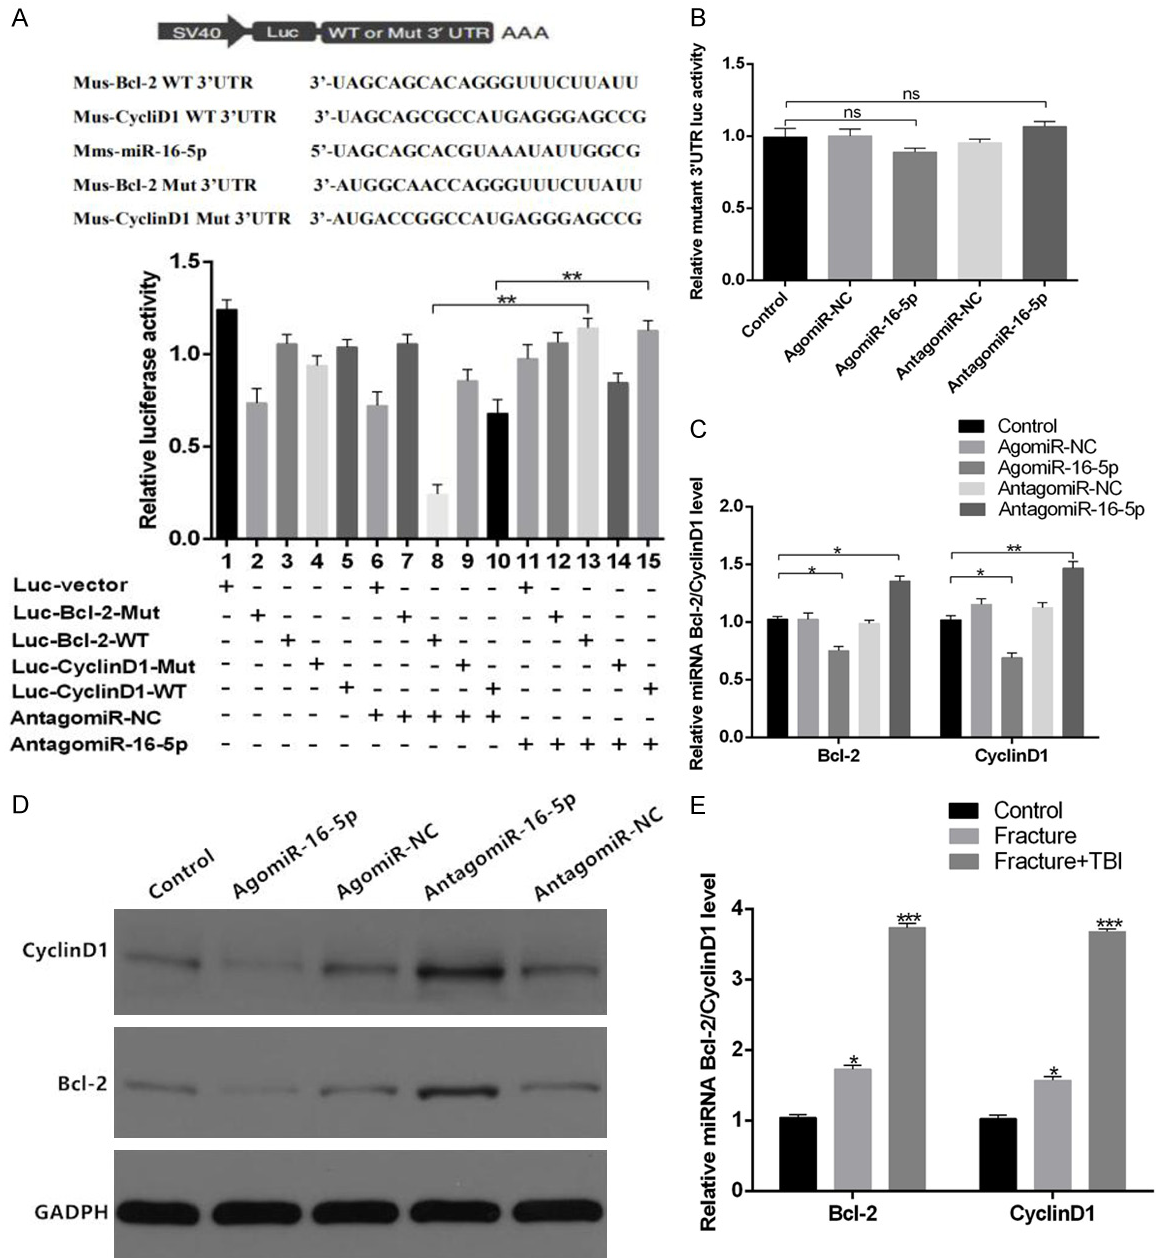 A
SV40 Luc WT or Mut 3' UTR AAA
Mus-Bcl-2 WT 3'UTR 3'-UAGCAGCACAGGGUUUCUUAUU
Mus-CycliD1 WT 3'UTR 3'-UAGCAGCGCCAUGAGGGAGCCG
Mms-miR-16-5p 5'-UAGCAGCACGUAAAUAUUGGCG
Mus-Bcl-2 Mut 3'UTR 3'-AUGGCAACCAGGGUUUCUUAUU
Mus-CyclinD1 Mut 3'UTR 3'-AUGACCGGCCAUGAGGGAGCCG
Relative luciferase activity
1.5
1.0
0.5
0.0
** **
1 2 3 4 5 6 7 8 9 10 11 12 13 14 15
Luc-vector + - - - - + - - - - + - - - -
Luc-Bcl-2-Mut - + - - - - + - - - - + - - -
Luc-Bcl-2-WT - - + - - - - + - - - - + - -
Luc-CyclinD1-Mut - - - + - - - - + - - - - + -
Luc-CyclinD1-WT - - - - + - - - - + - - - - +
AntagomiR-NC - - - - - + + + + + - - - - -
AntagomiR-16-5p - - - - - - - - - - + + + + +
B
Relative mutant 3'UTR luc activity
1.5
1.0
0.5
0.0
ns
ns
Control AgomiR-NC AgomiR-16-5p AntagomiR-NC AntagomiR-16-5p
C
Control
AgomiR-NC
AgomiR-16-5p
AntagomiR-NC
AntagomiR-16-5p
Relative miRNA Bcl-2/CyclinD1 level
2.0
1.5
1.0
0.5
0.0
* * * **
Bcl-2 CyclinD1
D
Control AgomiR-16-5p AgomiR-NC AntagomiR-16-5p AntagomiR-NC
CyclinD1
Bcl-2
GADPH
E
Control
Fracture
Fracture+TBI
Relative miRNA Bcl-2/CyclinD1 level
4
3
2
1
0
* *** * ***
Bcl-2 CyclinD1